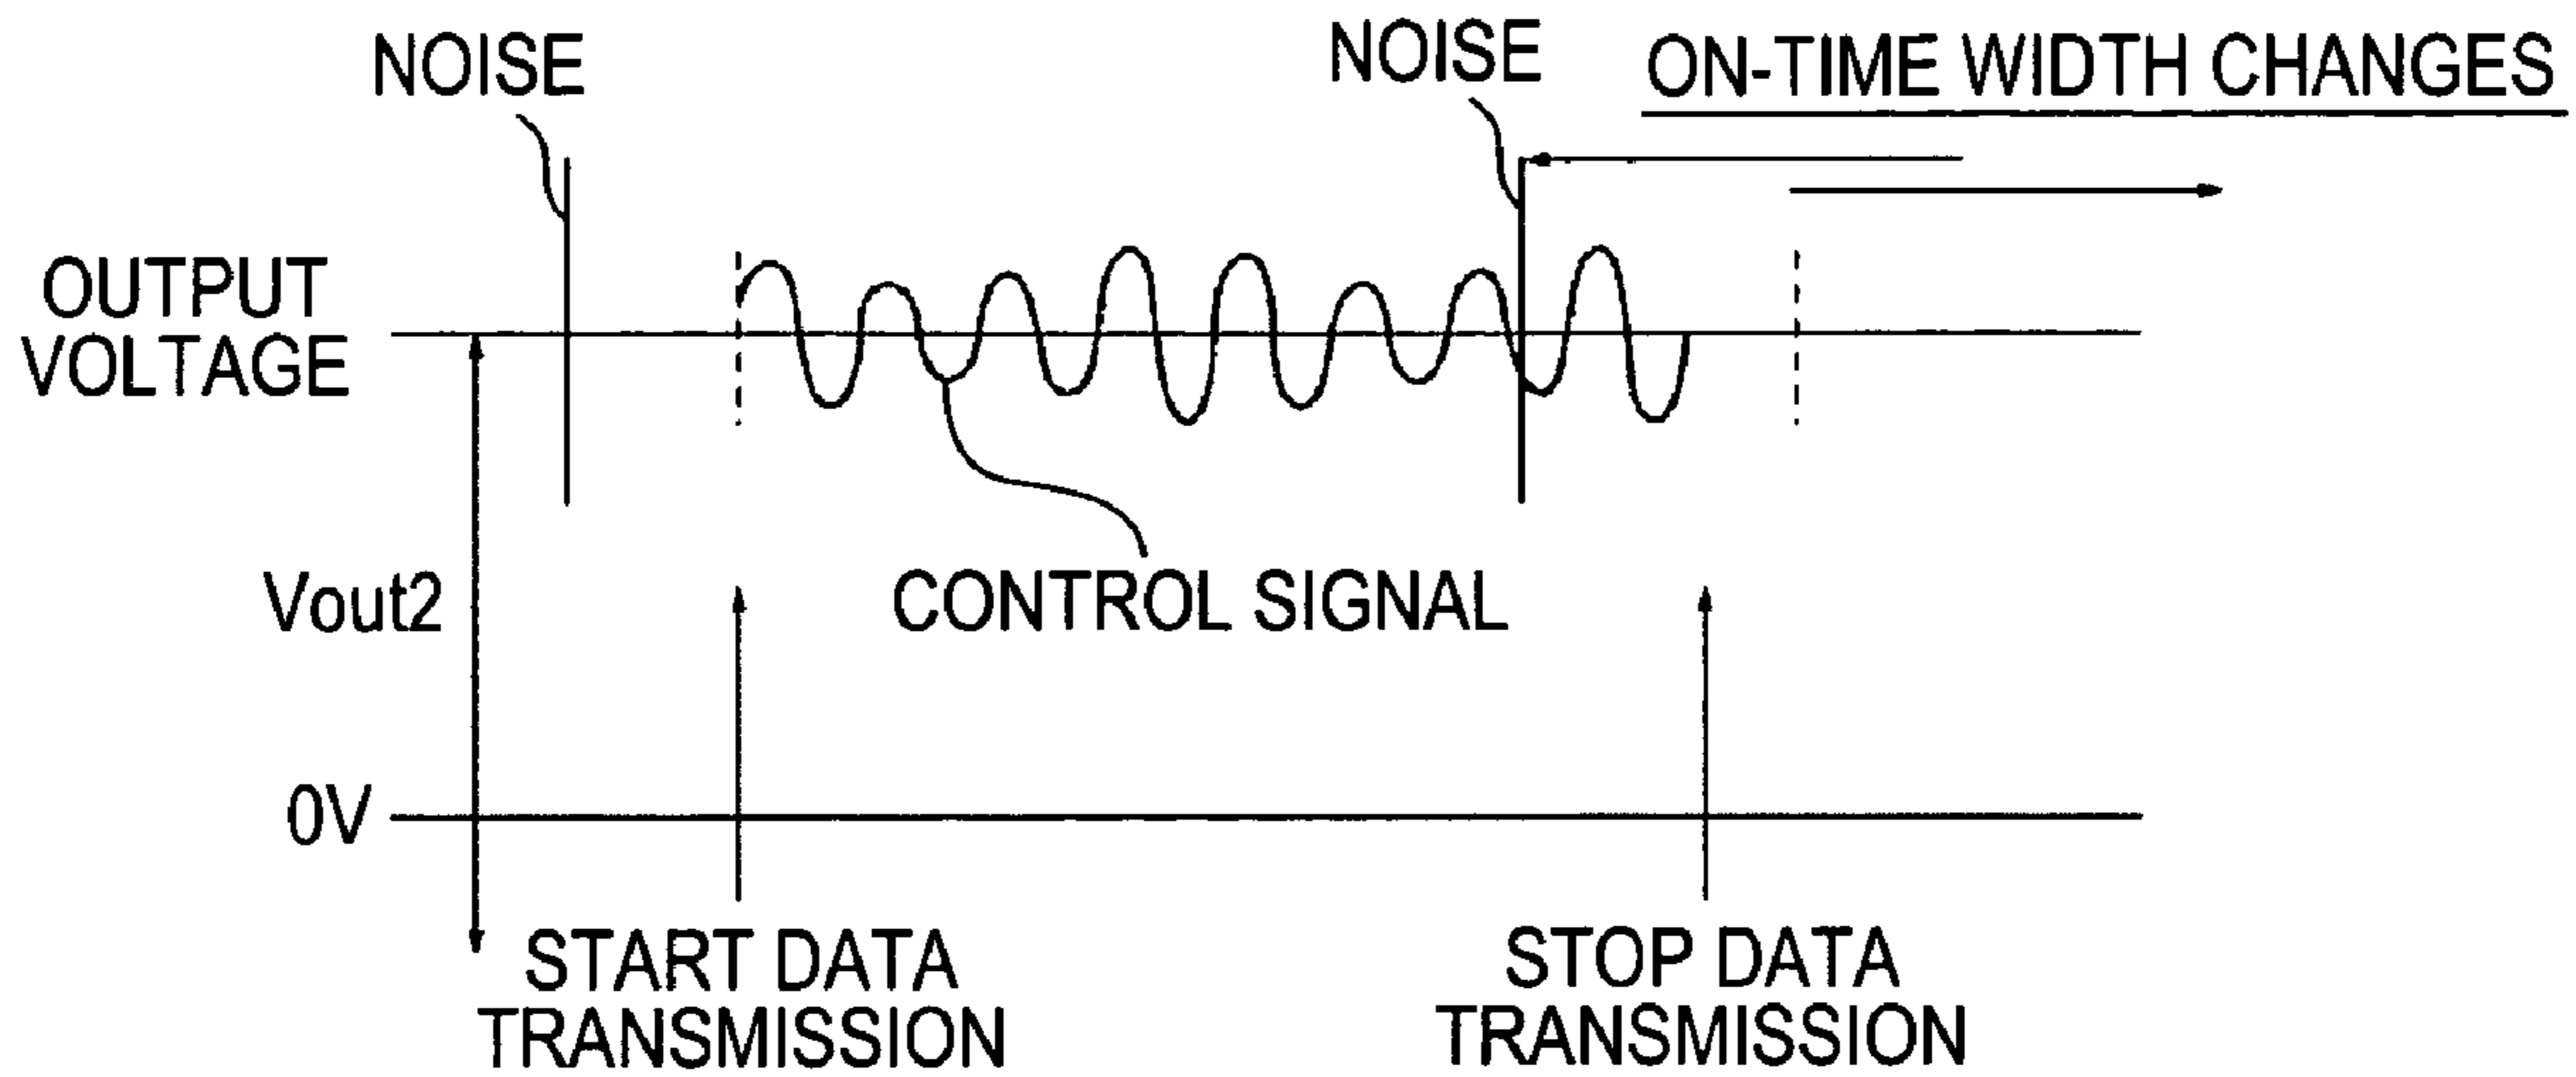 NOISE
NOISE
ON-TIME WIDTH CHANGES
OUTPUT
VOLTAGE
Vout2
CONTROL SIGNAL
0V
START DATA
TRANSMISSION
STOP DATA
TRANSMISSION